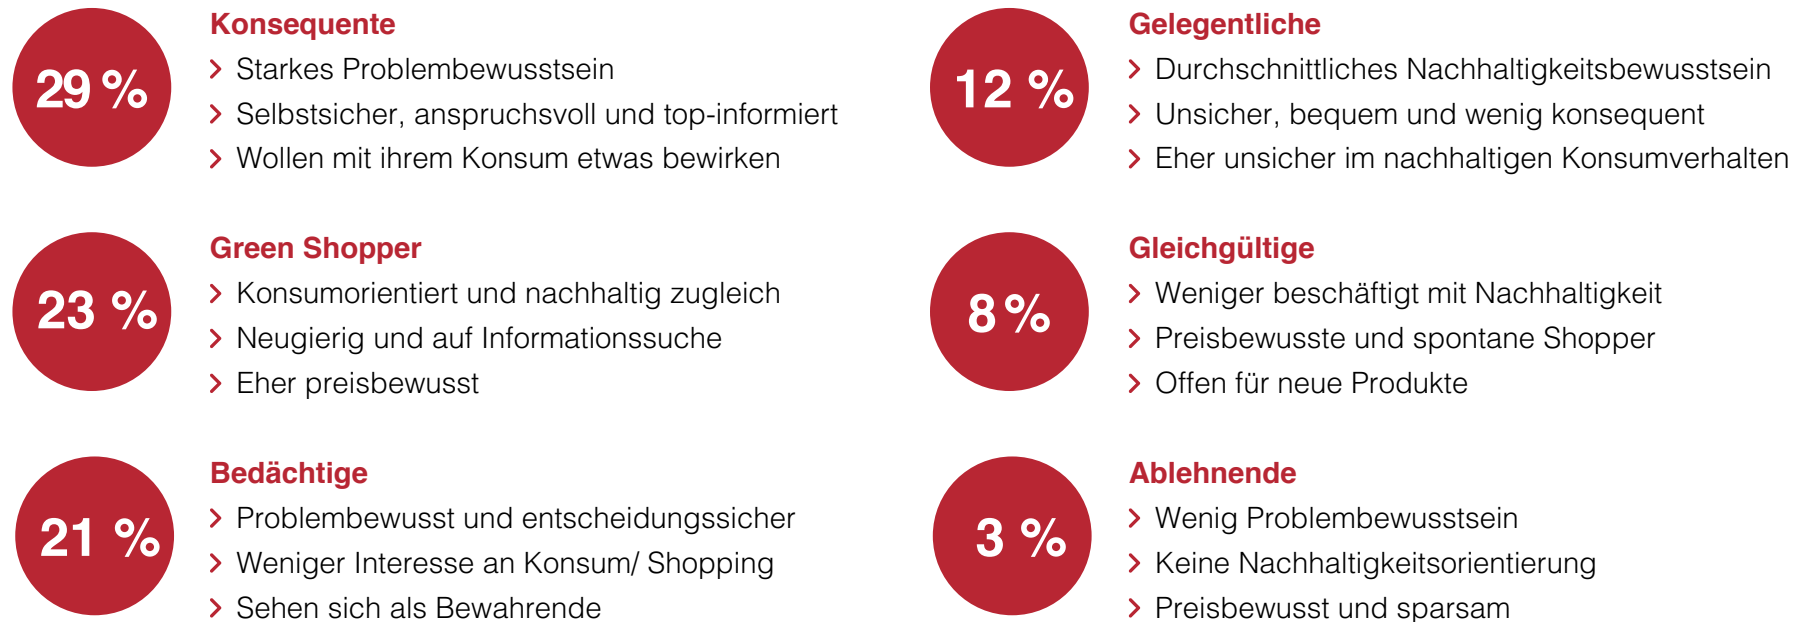 29 %
Konsequente
Starkes Problembewusstsein
Selbstsicher, anspruchsvoll und top-informiert
Wollen mit ihrem Konsum etwas bewirken
23 %
Green Shopper
Konsumorientiert und nachhaltig zugleich
Neugierig und auf Informationssuche
Eher preisbewusst
21 %
Bedächtige
Problembewusst und entscheidungssicher
Weniger Interesse an Konsum/ Shopping
Sehen sich als Bewahrende
12 %
Gelegentliche
Durchschnittliches Nachhaltigkeitsbewusstsein
Unsicher, bequem und wenig konsequent
Eher unsicher im nachhaltigen Konsumverhalten
8 %
Gleichgültige
Weniger beschäftigt mit Nachhaltigkeit
Preisbewusste und spontane Shopper
Offen für neue Produkte
3 %
Ablehnende
Wenig Problembewusstsein
Keine Nachhaltigkeitsorientierung
Preisbewusst und sparsam